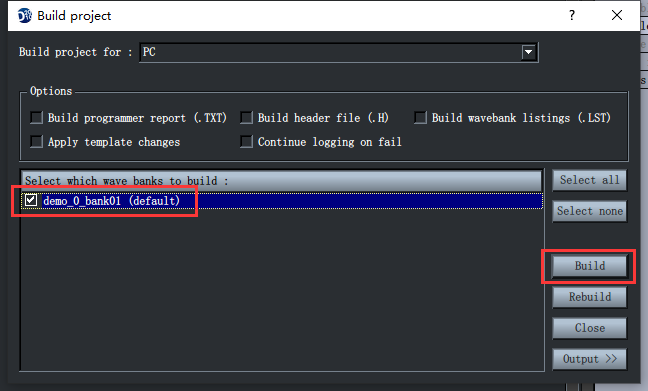 Build project
? ×
Build project for : PC
Options
Build programmer report (.TXT) Build header file (.H) Build wavebank listings (.LST)
Apply template changes Continue logging on fail
Select which wave banks to build :
demo_0_bank01 (default)
Select all
Select none
Build
Rebuild
Close
Output >>